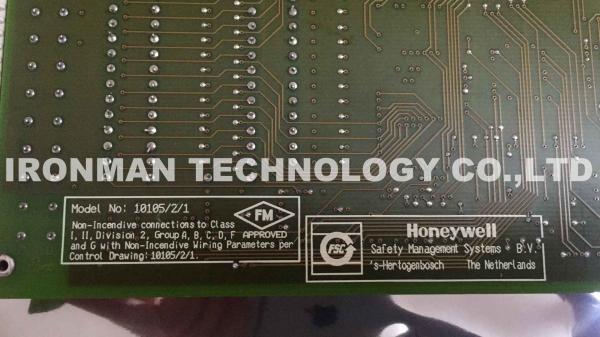 IRONMAN TECHNOLOGY CO.,LTD
Model No: 10105/2/1
FM
Non-Incendive connections to Class
I, II, Division 2, Group A, B, C, D, F APPROVED
and G with Non-Incendive Wiring Parameters per
Control Drawing: 10105/2/1.
FSC
Honeywell
Safety Management Systems - B.V.
's-Hertogenbosch The Netherlands